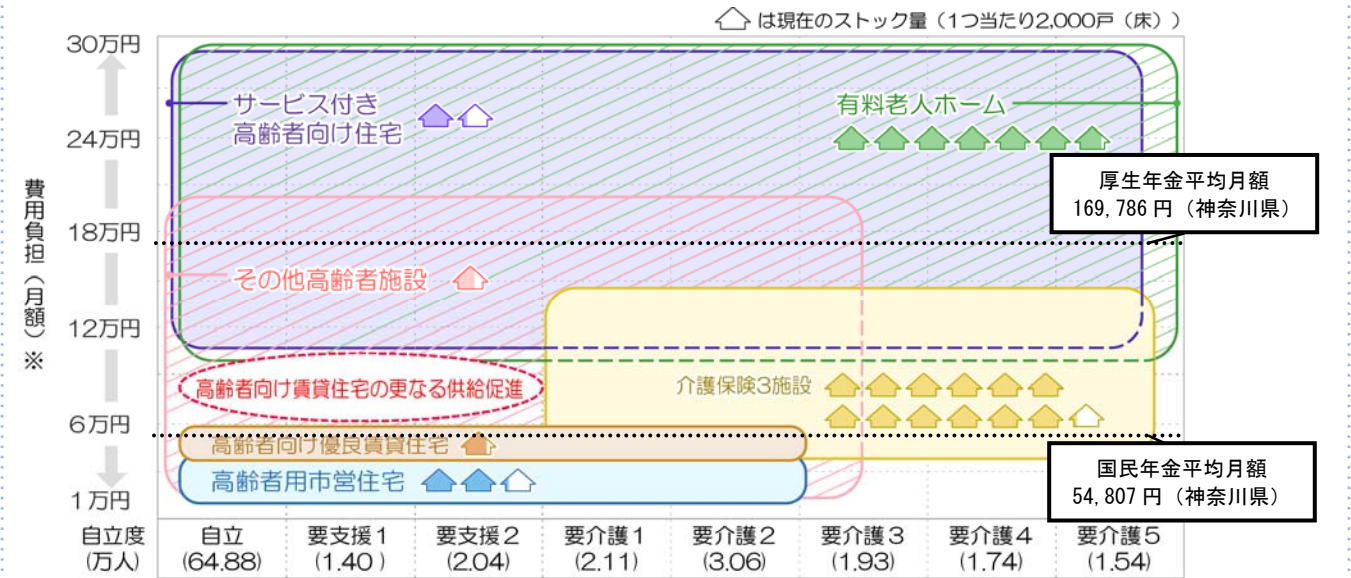 は現在のストック量（1つ当たり2,000戸（床））
30万円
24万円
18万円
12万円
6万円
1万円
費用負担（月額）※
サービス付き
高齢者向け住宅
有料老人ホーム
厚生年金平均月額
169,786円（神奈川県）
その他高齢者施設
高齢者向け賃貸住宅の更なる供給促進
介護保険3施設
高齢者向け優良賃貸住宅
高齢者用市営住宅
国民年金平均月額
54,807円（神奈川県）
自立度 自立 要支援1 要支援2 要介護1 要介護2 要介護3 要介護4 要介護5
(万人) (64.88) (1.40 ) (2.04) (2.11) (3.06) (1.93) (1.74) (1.54)